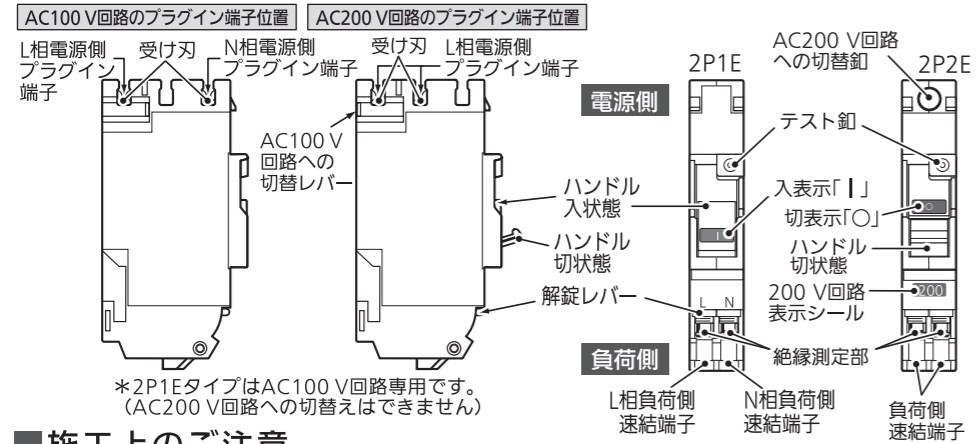 AC100 V回路のプラグイン端子位置
AC200 V回路のプラグイン端子位置
L相電源側
プラグイン
端子
受け刃
N相電源側
プラグイン端子
受け刃
L相電源側
プラグイン端子
AC100 V
回路への
切替レバー
ハンドル
入状態
ハンドル
切状態
解錠レバー
*2P1EタイプはAC100 V回路専用です。
(AC200 V回路への切替えはできません)
2P1E
AC200 V回路
への切替釦
2P2E
電源側
テスト釦
入表示「|」
切表示「○」
ハンドル
切状態
200 V回路
表示シール
200
L N
絶縁測定部
負荷側
L相負荷側
速結端子
N相負荷側
速結端子
負荷側
速結端子
■施工上のご注意